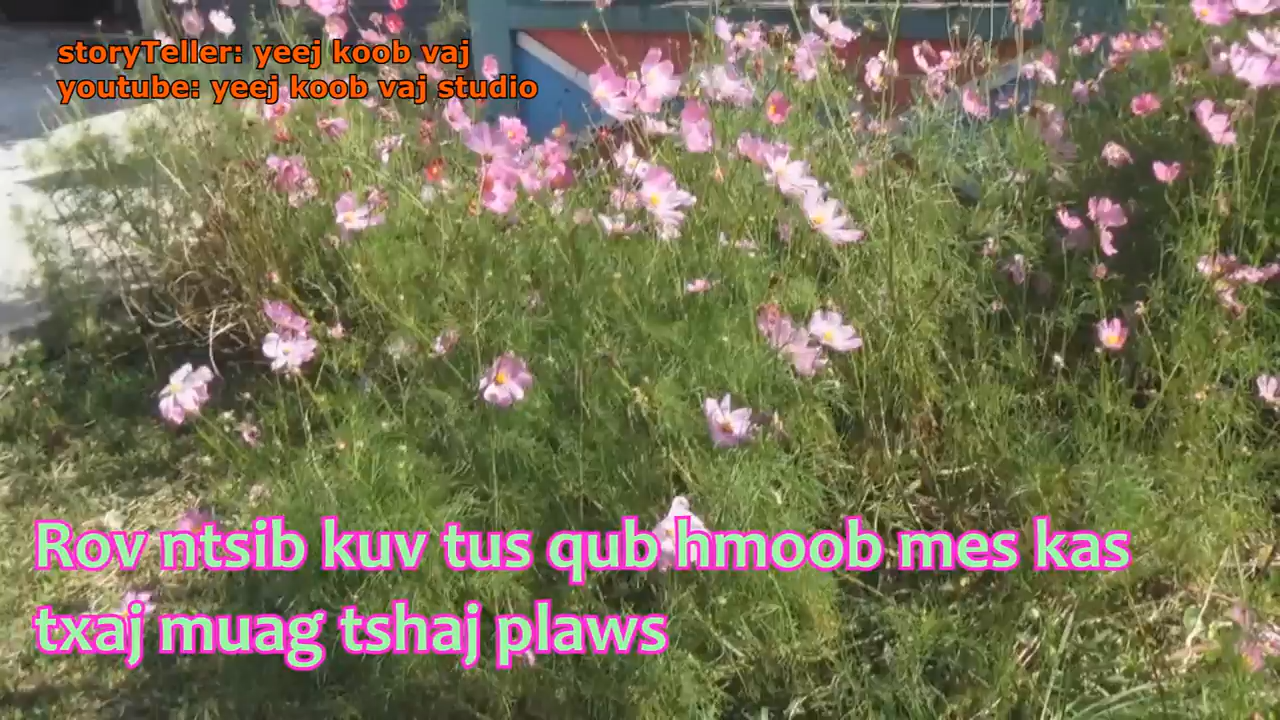 storyTeller: yeej koob vaj
youtube: yeej koob vaj studio
Rov ntsib kuv tus qub hmoob mes kas
txaj muag tshaj plaws